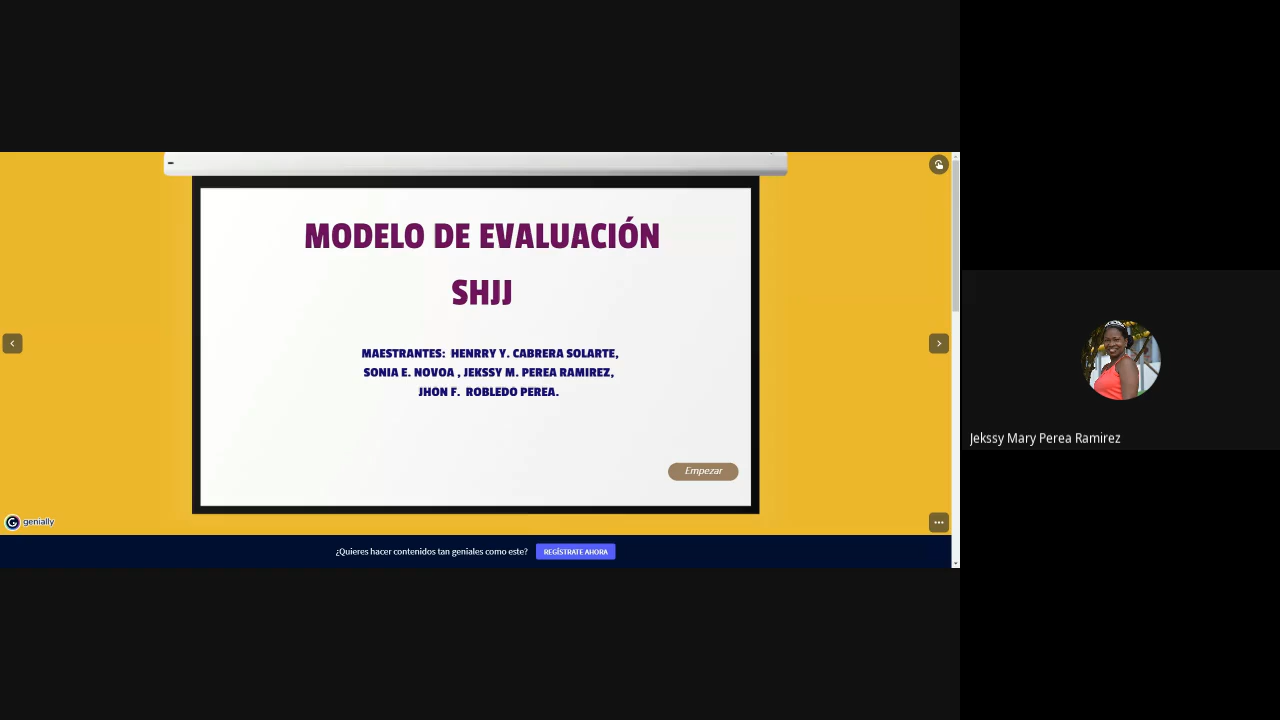 MODELO DE EVALUACIÓN
SHJJ
MAESTRANTES: HENRRY Y. CABRERA SOLARTE,
SONIA E. NOVOA , JEKSSY M. PEREA RAMIREZ,
JHON F. ROBLEDO PEREA.
Empezar
genially
¿Quieres hacer contenidos tan geniales como este? REGÍSTRATE AHORA
Jekssy Mary Perea Ramirez